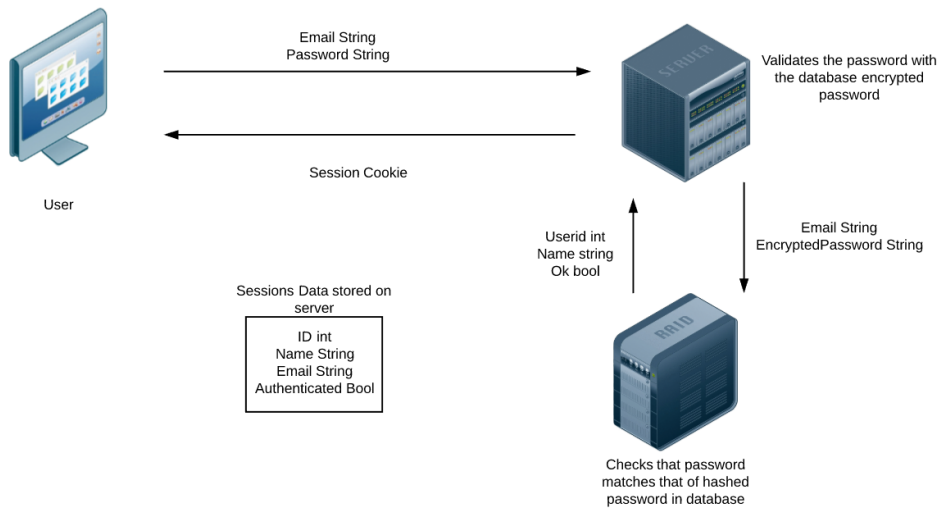 Email String
Password String
SERVER
Validates the password with
the database encrypted
password
Session Cookie
User
Userid int
Name string
Ok bool
Email String
EncryptedPassword String
Sessions Data stored on
server
ID int
Name String
Email String
Authenticated Bool
RAID
Checks that password
matches that of hashed
password in database